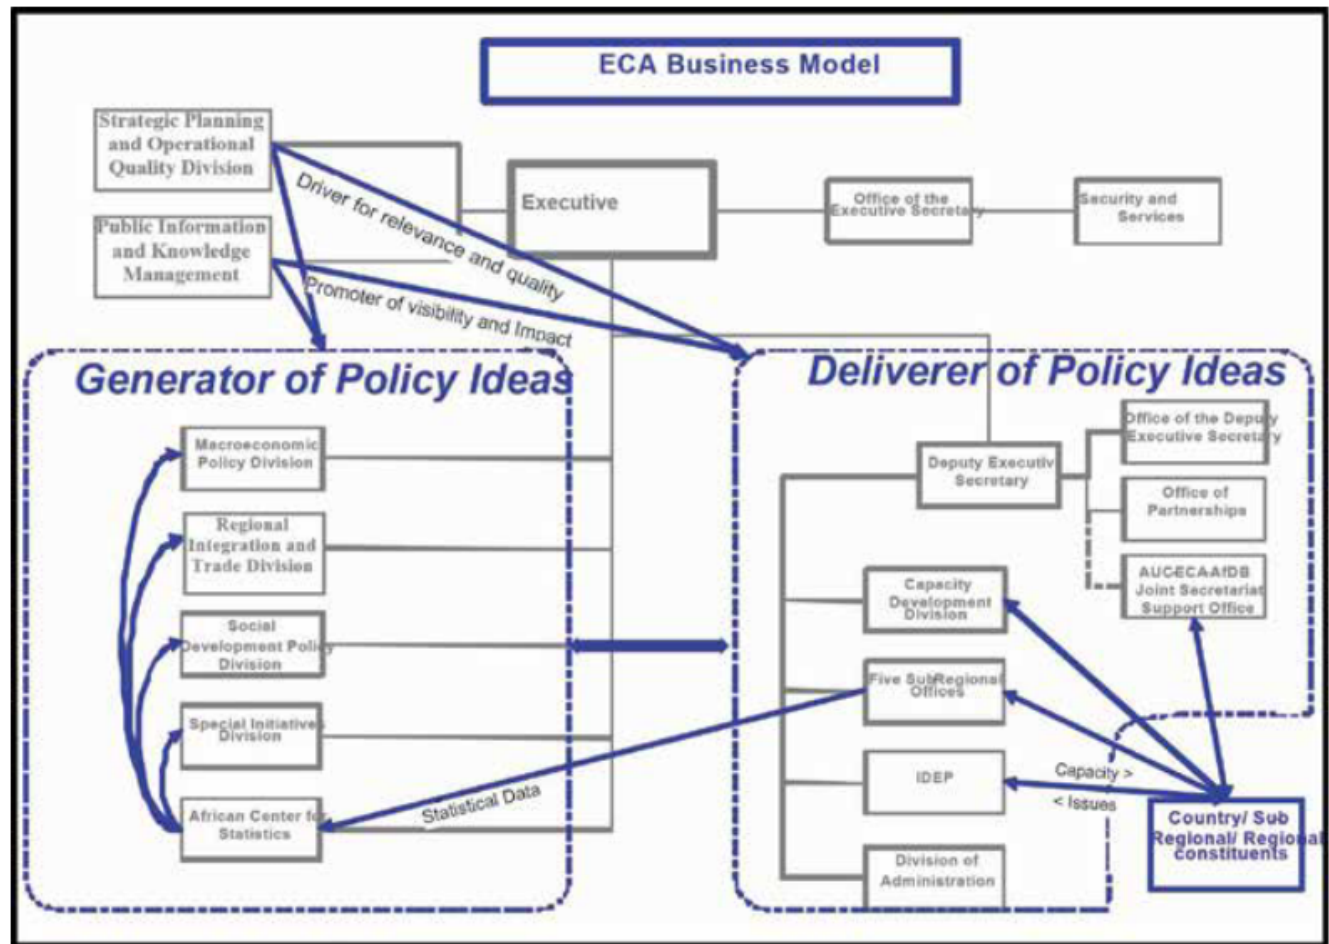 ECA Business Model
Strategic Planning
and Operational
Quality Division
Public Information
and Knowledge
Management
Executive
Office of the
Executive Secretary
Security and
Services
Driver for relevance and quality
Promoter of visibility and Impact
Generator of Policy Ideas
Macroeconomic
Policy Division
Regional
Integration and
Trade Division
Social
Development Policy
Division
Special Initiatives
Division
African Center for
Statistics
Statistical Data
Deliverer of Policy Ideas
Deputy Executiv
Secretary
Office of the Deputy
Executive Secretary
Office of
Partnerships
AUC-ECA-AfDB
Joint Secretariat
Support Office
Capacity
Development
Division
Five SubRegional
Offices
IDEP
Division of
Administration
Capacity >
< Issues
Country/ Sub
Regional/ Regional
constituents